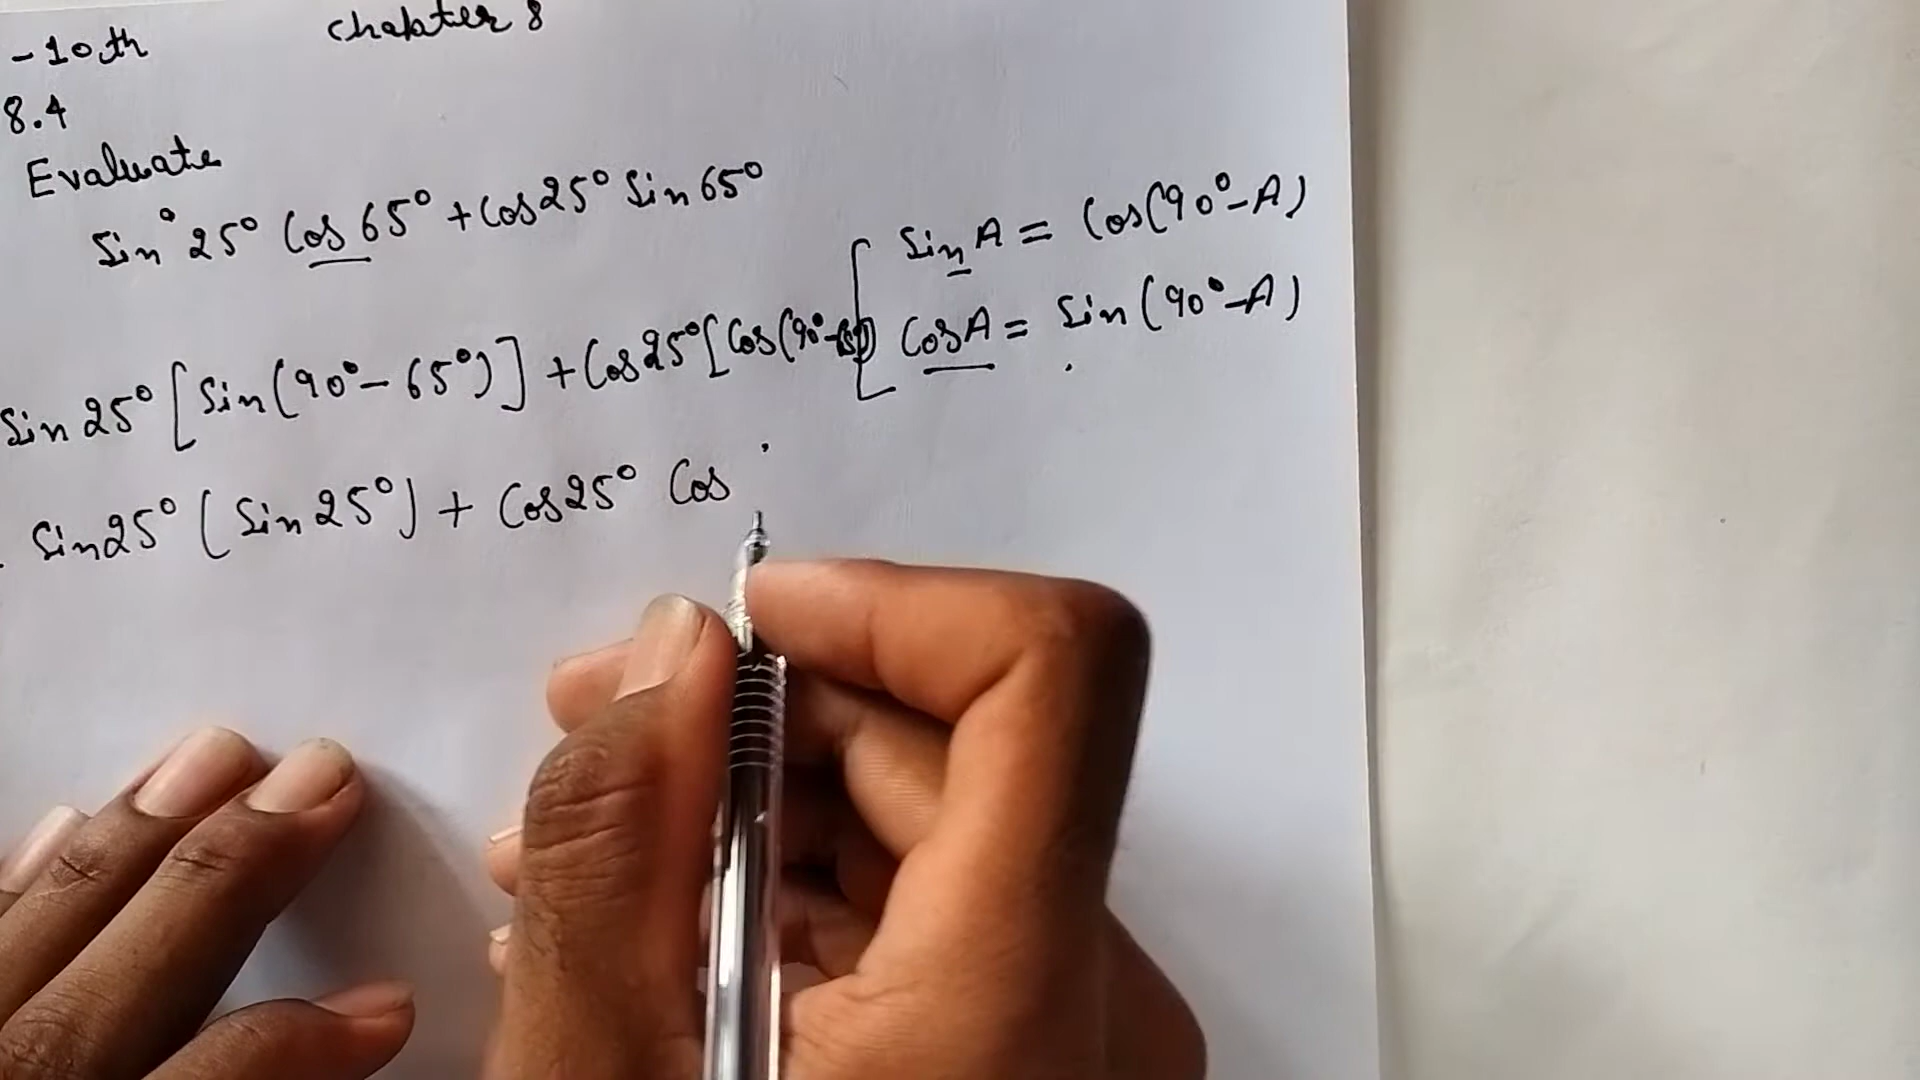 -10th Chapter 8
8.4
Evaluate
Sin 25° Cos 65° + Cos 25° Sin 65°
Sin A = Cos(90°-A)
Cos A = Sin(90°-A)
Sin 25° [Sin(90°-65°)] + Cos 25° [Cos(90°-65°)]
Sin 25° (Sin 25°) + Cos 25° Cos